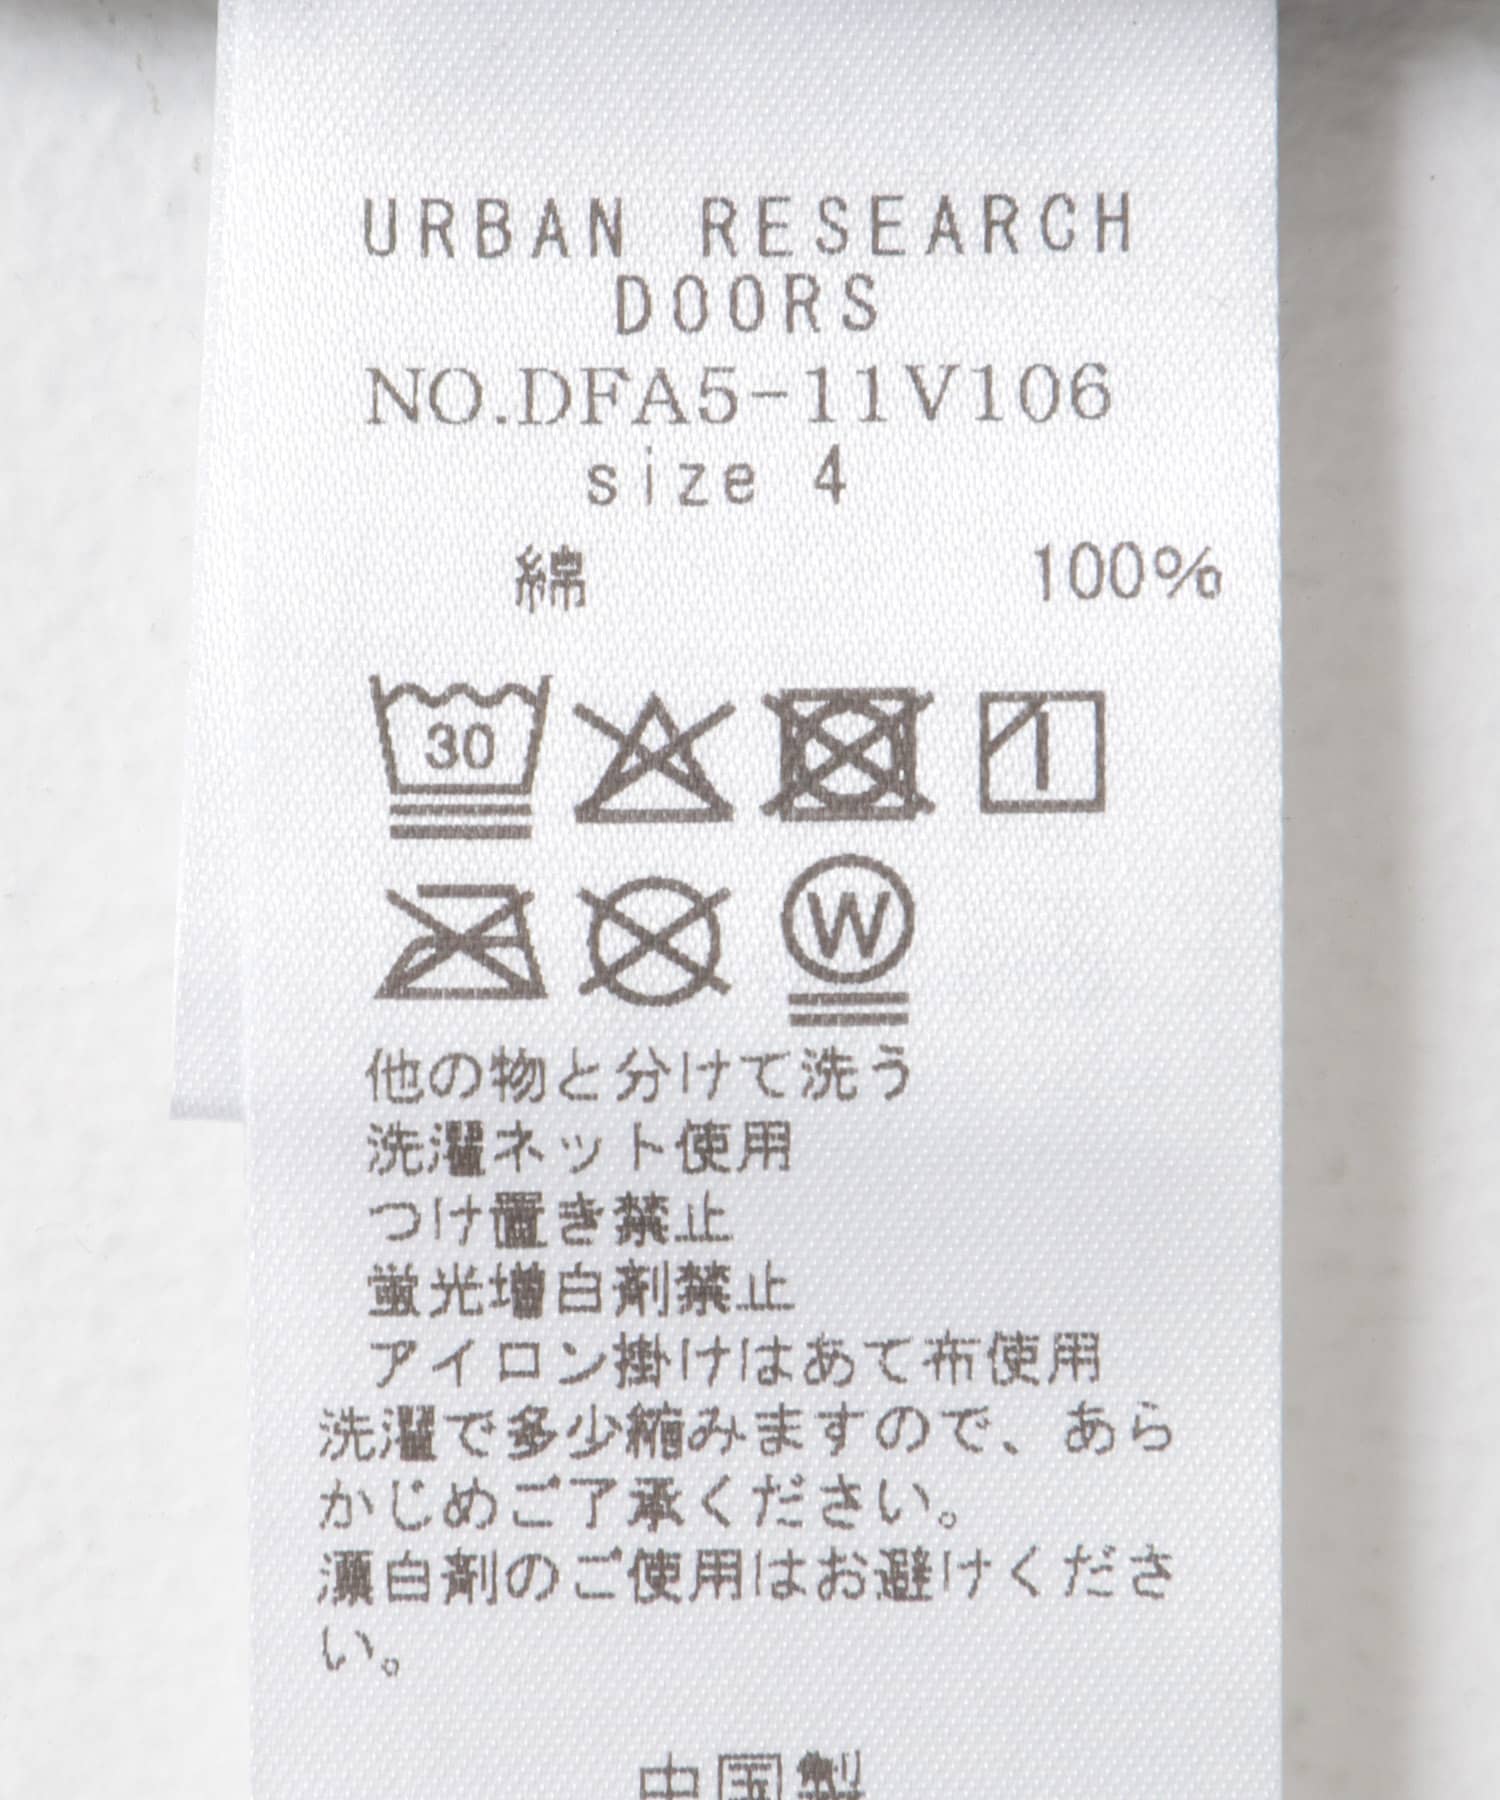 URBAN RESEARCH
DOORS
NO.DFA5-11V106
size 4
綿 100%
30
W
他の物と分けて洗う
洗濯ネット使用
つけ置き禁止
蛍光増白剤禁止
アイロン掛けはあて布使用
洗濯で多少縮みますので、あら
かじめご了承ください。
漂白剤のご使用はお避けくださ
い。
中国製